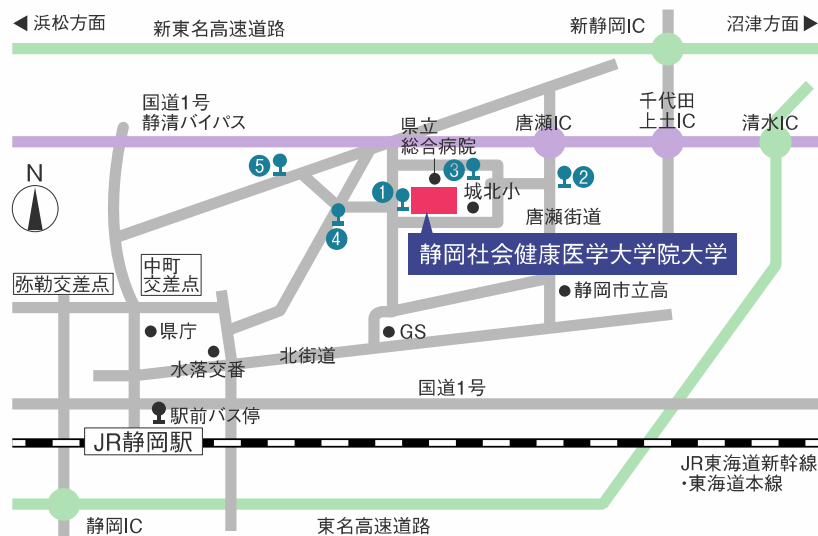 ◀ 浜松方面
新東名高速道路
新静岡IC
沼津方面▶
国道1号
静清バイパス
県立
総合病院
唐瀬IC
千代田
上土IC
清水IC
N
⑤
③
②
①
城北小
唐瀬街道
④
静岡社会健康医学大学院大学
弥勒交差点
中町
交差点
静岡市立高
県庁
GS
水落交番
北街道
国道1号
駅前バス停
JR静岡駅
JR東海道新幹線
・東海道本線
静岡IC
東名高速道路